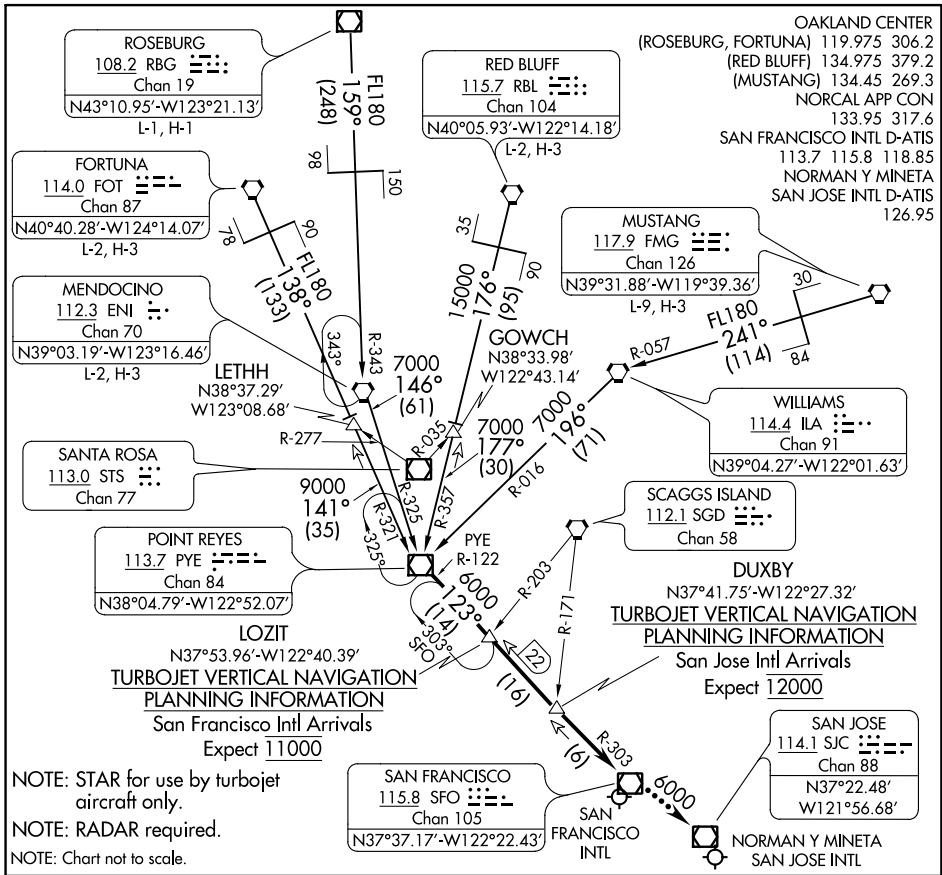 OAKLAND CENTER
(ROSEBURG, FORTUNA) 119.975 306.2
(RED BLUFF) 134.975 379.2
(MUSTANG) 134.45 269.3
NORCAL APP CON
133.95 317.6
SAN FRANCISCO INTL D-ATIS
113.7 115.8 118.85
NORMAN Y MINETA
SAN JOSE INTL D-ATIS
126.95
ROSEBURG
108.2 RBG
Chan 19
N43°10.95'-W123°21.13'
L-1, H-1
RED BLUFF
115.7 RBL
Chan 104
N40°05.93'-W122°14.18'
L-2, H-3
FORTUNA
114.0 FOT
Chan 87
N40°40.28'-W124°14.07'
L-2, H-3
MUSTANG
117.9 FMG
Chan 126
N39°31.88'-W119°39.36'
L-9, H-3
MENDOCINO
112.3 ENI
Chan 70
N39°03.19'-W123°16.46'
L-2, H-3
FL180
159°
(248)
98
150
78
90
FL180
138°
(133)
35
90
15000
176°
(95)
30
84
FL180
241°
(114)
R-057
LETHH
N38°37.29'
W123°08.68'
343°
R-343
7000
146°
(61)
GOWCH
N38°33.98'
W122°43.14'
7000
196°
(71)
R-016
WILLIAMS
114.4 ILA
Chan 91
N39°04.27'-W122°01.63'
SANTA ROSA
113.0 STS
Chan 77
R-277
R-035
7000
177°
(30)
9000
141°
(35)
R-321
R-325
R-357
325°
SCAGGS ISLAND
112.1 SGD
Chan 58
R-203
R-171
POINT REYES
113.7 PYE
Chan 84
N38°04.79'-W122°52.07'
PYE
R-122
6000
123°
(14)
303°
SFO
22
(16)
(6)
R-303
LOZIT
N37°53.96'-W122°40.39'
TURBOJET VERTICAL NAVIGATION
PLANNING INFORMATION
San Francisco Intl Arrivals
Expect 11000
DUXBY
N37°41.75'-W122°27.32'
TURBOJET VERTICAL NAVIGATION
PLANNING INFORMATION
San Jose Intl Arrivals
Expect 12000
SAN JOSE
114.1 SJC
Chan 88
N37°22.48'
W121°56.68'
SAN FRANCISCO
115.8 SFO
Chan 105
N37°37.17'-W122°22.43'
6000
SAN
FRANCISCO
INTL
NORMAN Y MINETA
SAN JOSE INTL
NOTE: STAR for use by turbojet
aircraft only.
NOTE: RADAR required.
NOTE: Chart not to scale.